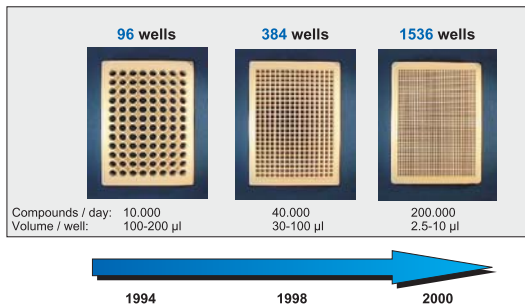 96 wells 384 wells 1536 wells
Compounds / day: 10.000 40.000 200.000
Volume / well: 100-200 µl 30-100 µl 2.5-10 µl
1994 1998 2000